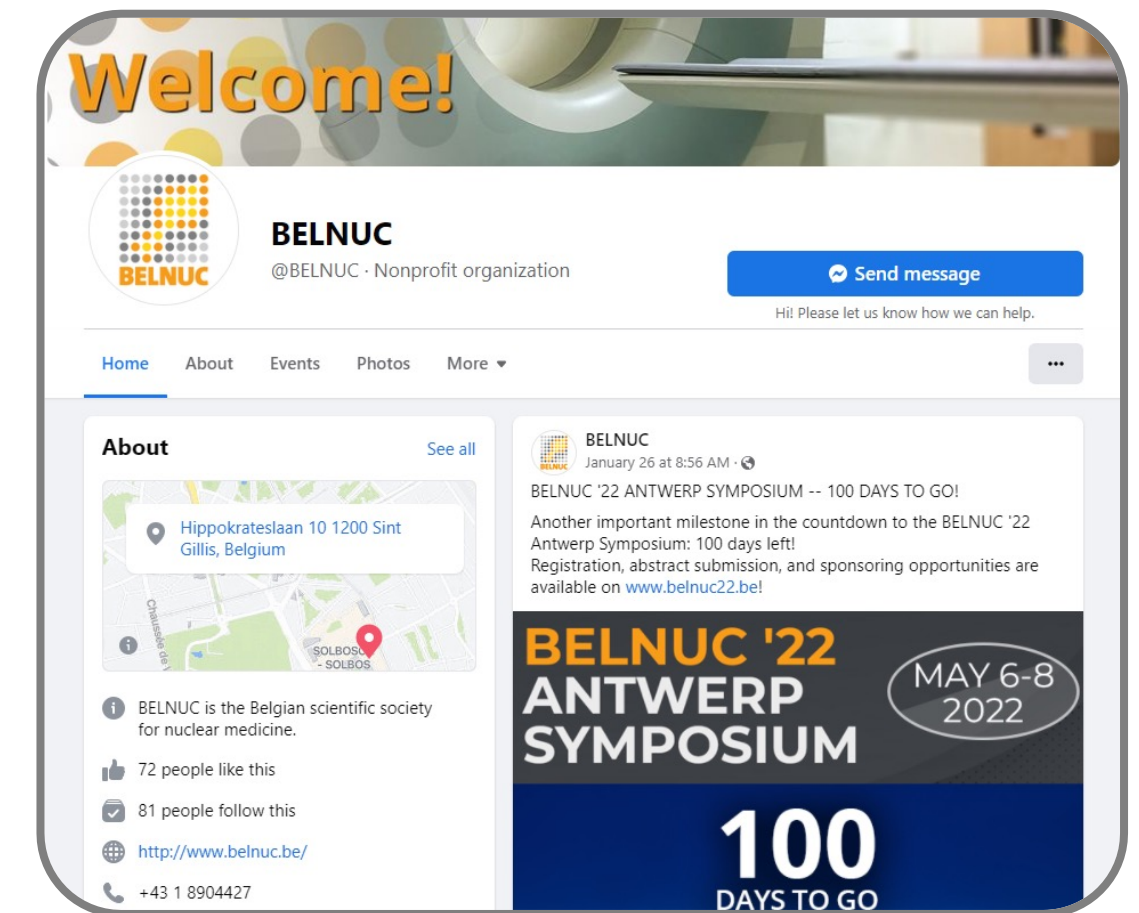 Welcome!
BELNUC
BELNUC
@BELNUC · Nonprofit organization
Send message
Hi! Please let us know how we can help.
Home
About
Events
Photos
More
About
See all
Hippokrateslaan 10 1200 Sint
Gillis, Belgium
Chaussée de
SOLBOSC
- SOLBOS
BELNUC is the Belgian scientific society
for nuclear medicine.
72 people like this
81 people follow this
http://www.belnuc.be/
+43 1 8904427
BELNUC
BELNUC
January 26 at 8:56 AM ·
BELNUC '22 ANTWERP SYMPOSIUM -- 100 DAYS TO GO!
Another important milestone in the countdown to the BELNUC '22
Antwerp Symposium: 100 days left!
Registration, abstract submission, and sponsoring opportunities are
available on www.belnuc22.be!
BELNUC '22
ANTWERP
SYMPOSIUM
MAY 6-8
2022
100
DAYS TO GO